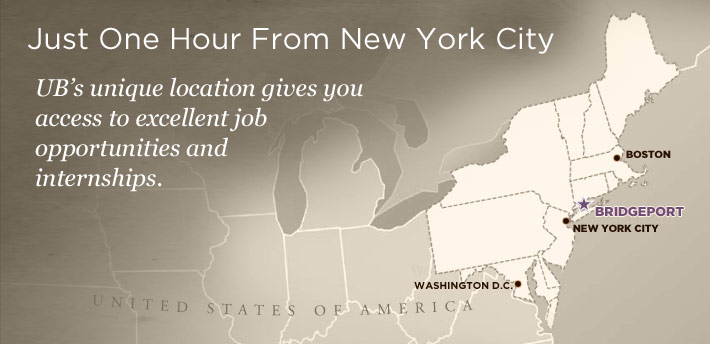 Just One Hour From New York City
UB’s unique location gives you
access to excellent job
opportunities and
internships.
BOSTON
BRIDGEPORT
NEW YORK CITY
WASHINGTON D.C.
UNITED STATES OF AMERICA